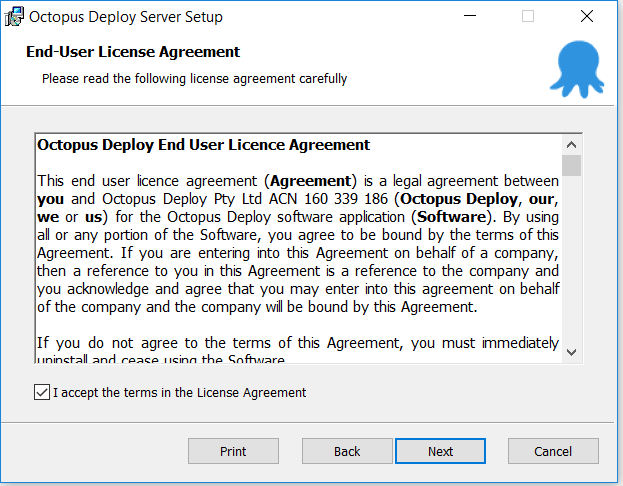 Octopus Deploy Server Setup
End-User License Agreement
Please read the following license agreement carefully
Octopus Deploy End User Licence Agreement
This end user licence agreement (Agreement) is a legal agreement between
you and Octopus Deploy Pty Ltd ACN 160 339 186 (Octopus Deploy, our,
we or us) for the Octopus Deploy software application (Software). By using
all or any portion of the Software, you agree to be bound by the terms of this
Agreement. If you are entering into this Agreement on behalf of a company,
then a reference to you in this Agreement is a reference to the company and
you acknowledge and agree that you may enter into this agreement on behalf
of the company and the company will be bound by this Agreement.
If you do not agree to the terms of this Agreement, you must immediately
uninstall and cease using the Software.
I accept the terms in the License Agreement
Print
Back
Next
Cancel